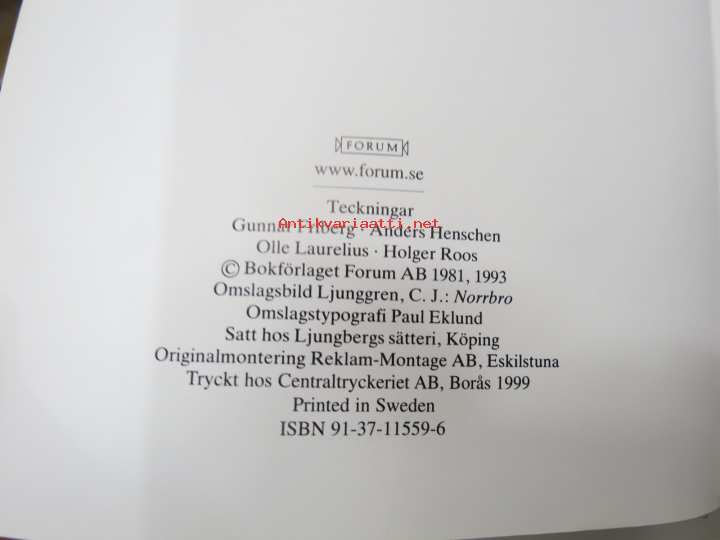 FORUM
www.forum.se
Teckningar
Antikvariaatti.net
Gunnar Friberg · Anders Henschen
Olle Laurelius · Holger Roos
© Bokförlaget Forum AB 1981, 1993
Omslagsbild Ljunggren, C. J.: Norrbro
Omslagstypografi Paul Eklund
Satt hos Ljungbergs sätteri, Köping
Originalmontering Reklam-Montage AB, Eskilstuna
Tryckt hos Centraltryckeriet AB, Borås 1999
Printed in Sweden
ISBN 91-37-11559-6